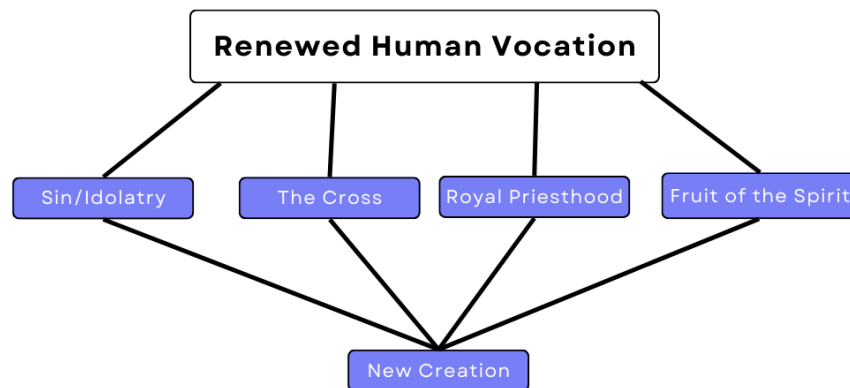 Renewed Human Vocation
Sin/Idolatry
The Cross
Royal Priesthood
Fruit of the Spirit
New Creation